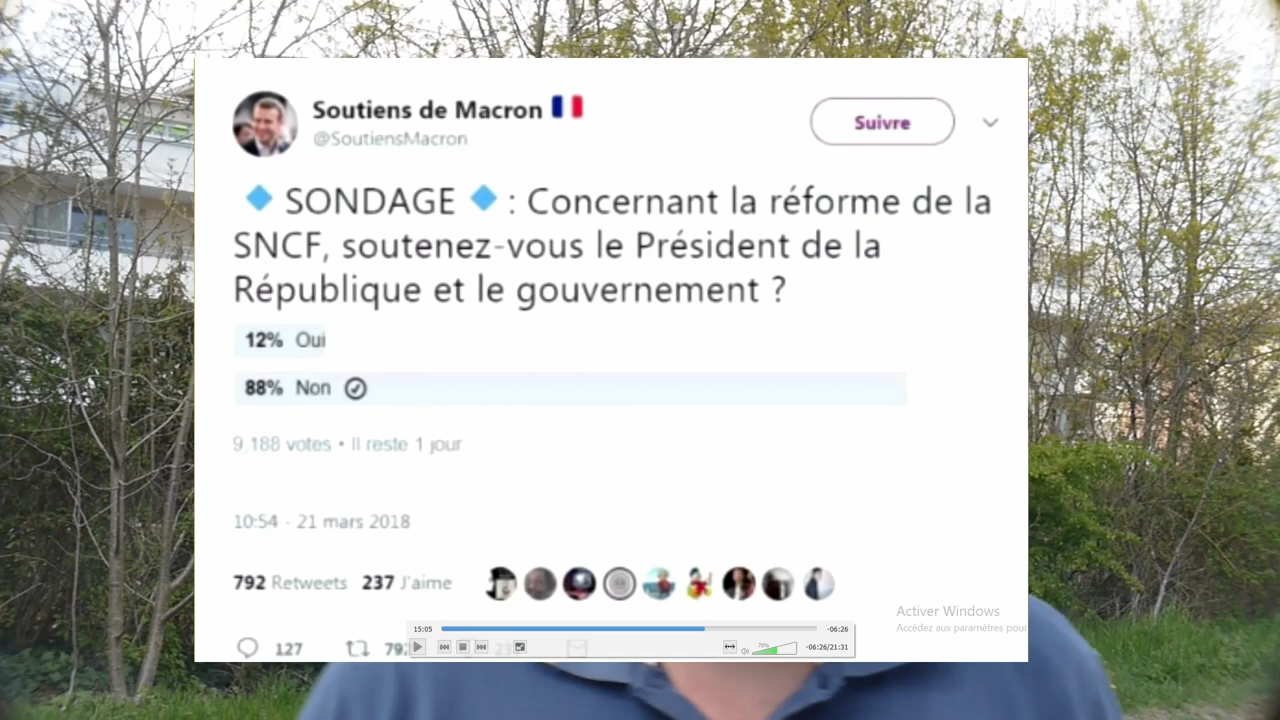 Soutiens de Macron
@SoutiensMacron
Suivre
SONDAGE : Concernant la réforme de la
SNCF, soutenez-vous le Président de la
République et le gouvernement ?
12% Oui
88% Non
9,188 votes • Il reste 1 jour
10:54 - 21 mars 2018
792 Retweets 237 J'aime
Activer Windows
Accédez aux paramètres pour
15:05
-06:26
127
79%
-06:26/21:31